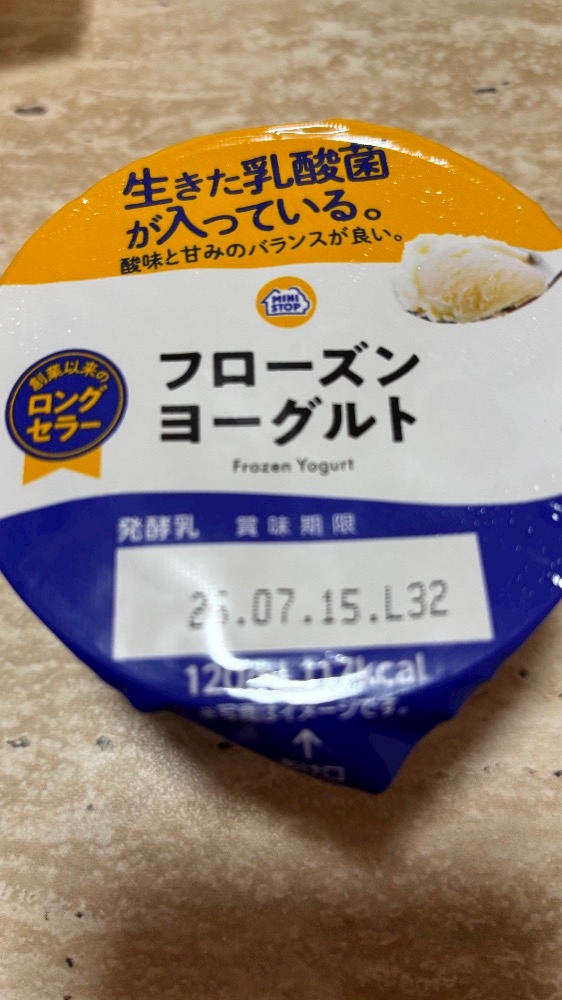 生きた乳酸菌
が入っている。
酸味と甘みのバランスが良い。
MINI
STOP
創業以来の
ロング
セラー
フローズン
ヨーグルト
Frozen Yogurt
発酵乳 賞味期限
26.07.15.L32
117kcal
※写真はイメージです。